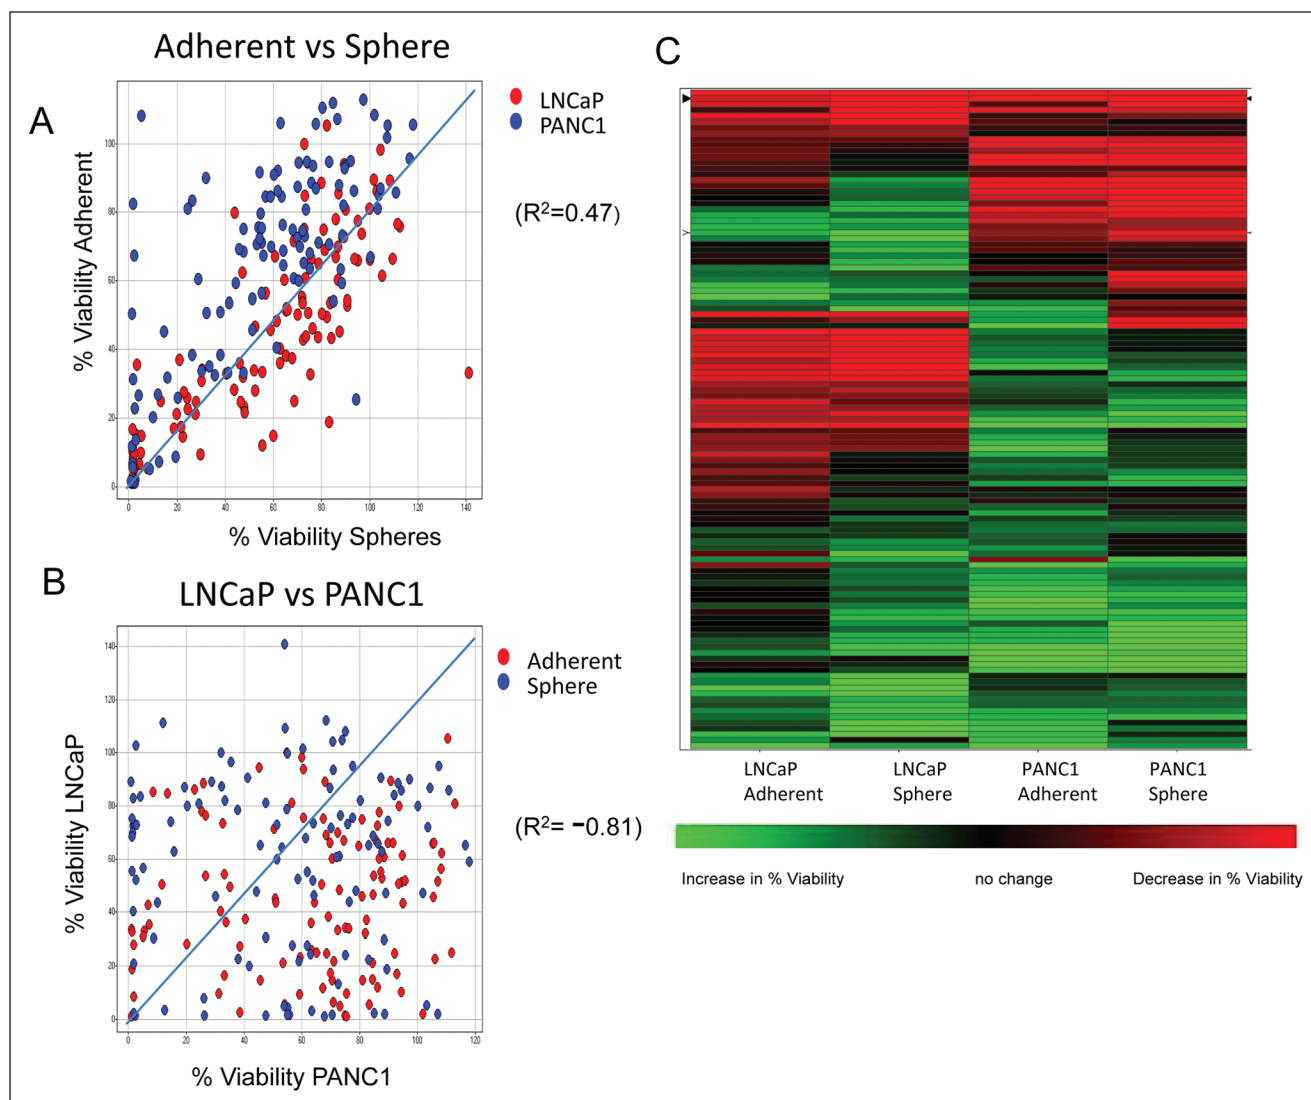 C
Adherent vs Sphere
A
LNCaP
PANC1
(R²=0.47)
% Viability Adherent
100
80
60
40
20
0
0 20 40 60 80 100 120 140
% Viability Spheres
B
LNCaP vs PANC1
Adherent
Sphere
(R²= −0.81)
% Viability LNCaP
140
120
100
80
60
40
20
0
0 20 40 60 80 100 120
% Viability PANC1
LNCaP LNCaP PANC1 PANC1
Adherent Sphere Adherent Sphere
Increase in % Viability no change Decrease in % Viability